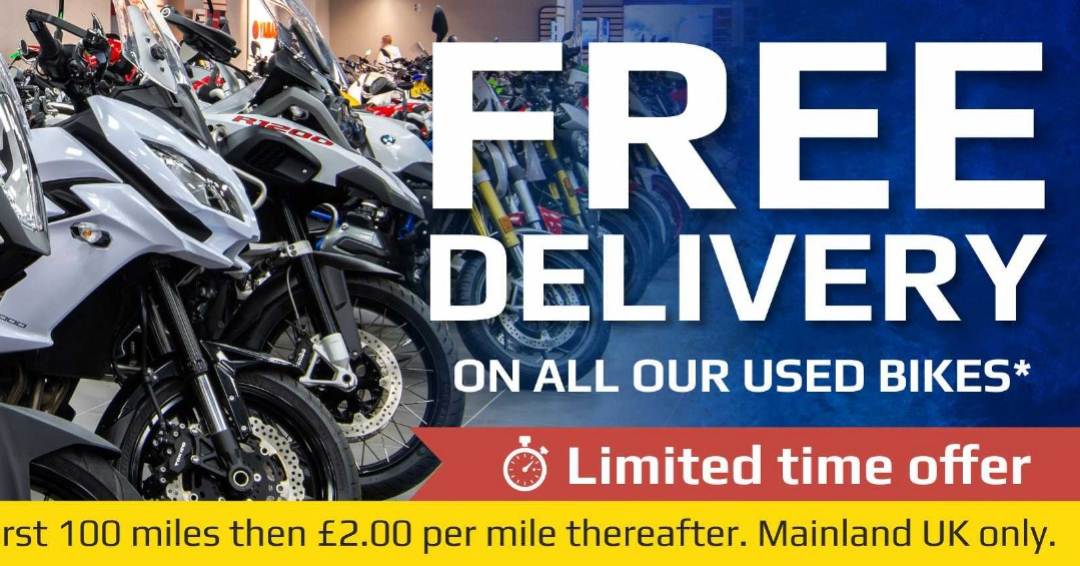 FREE
DELIVERY
ON ALL OUR USED BIKES*
Limited time offer
rst 100 miles then £2.00 per mile thereafter. Mainland UK only.
R1200